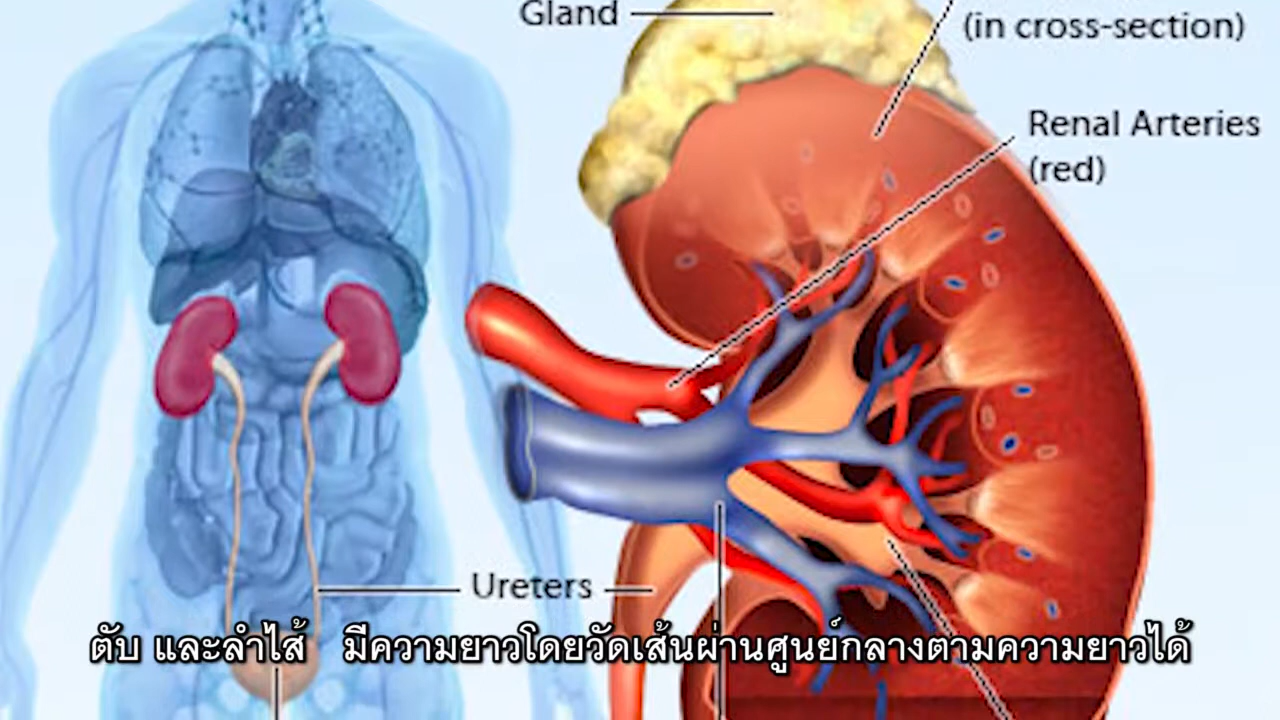 Gland
(in cross-section)
Renal Arteries
(red)
Ureters
ตับ และลำไส้ มีความยาวโดยวัดเส้นผ่านศูนย์กลางตามความยาวได้